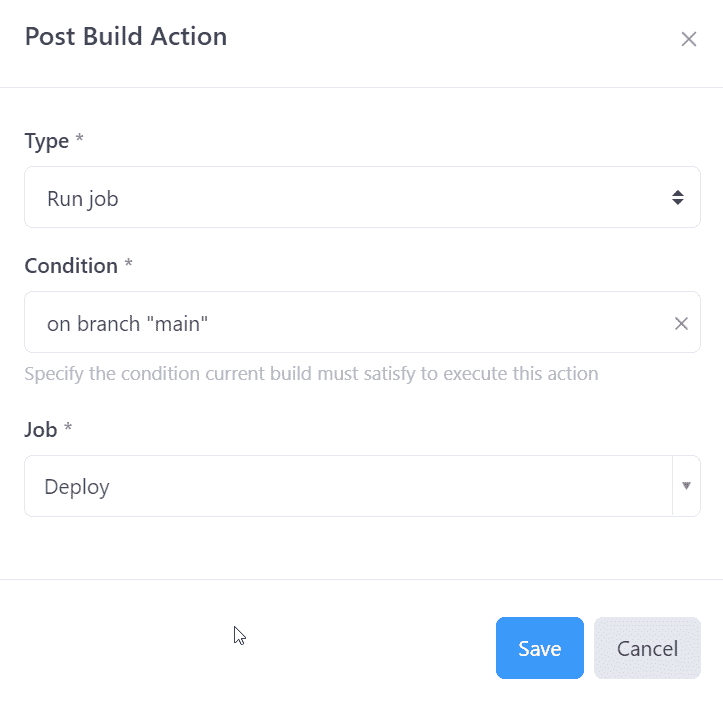 Post Build Action
Type *
Run job
Condition *
on branch "main"
Specify the condition current build must satisfy to execute this action
Job *
Deploy
Save Cancel